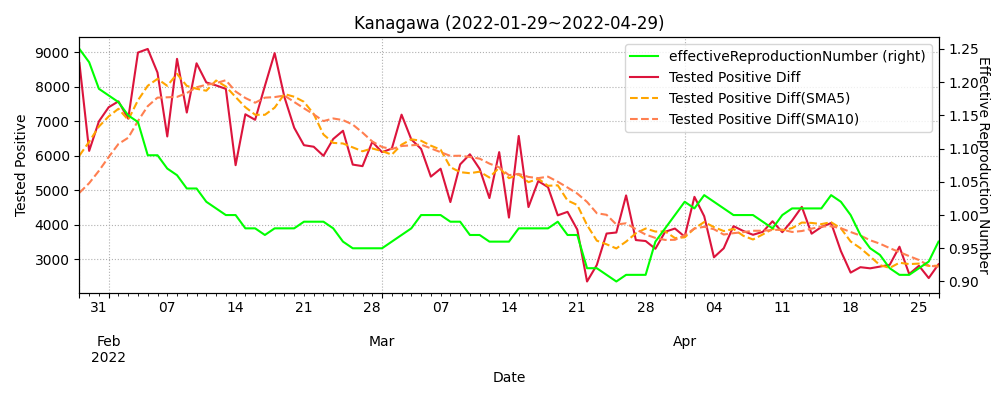 Kanagawa (2022-01-29~2022-04-29)
effectiveReproductionNumber (right)
Tested Positive Diff
Tested Positive Diff(SMA5)
Tested Positive Diff(SMA10)
Tested Positive
9000
8000
7000
6000
5000
4000
3000
1.25
1.20
1.15
1.10
1.05
1.00
0.95
0.90
Effective Reproduction Number
31 07 14 21 28 07 14 21 28 04 11 18 25
Feb Mar Apr
2022
Date